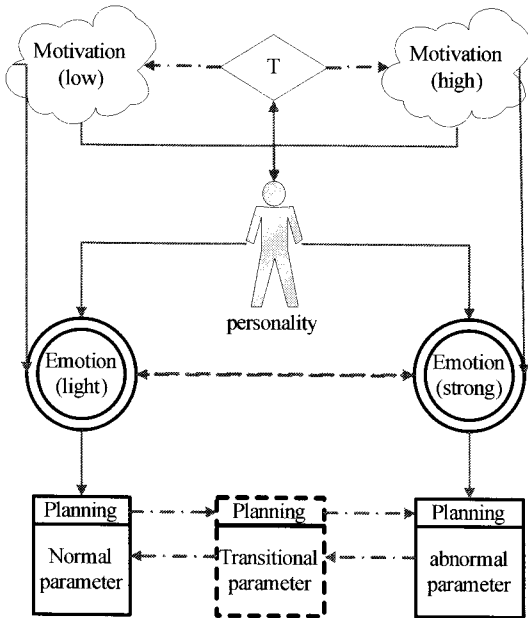 Motivation
(low)
T
Motivation
(high)
personality
Emotion
(light)
Emotion
(strong)
Planning
Normal
parameter
Planning
Transitional
parameter
Planning
abnormal
parameter